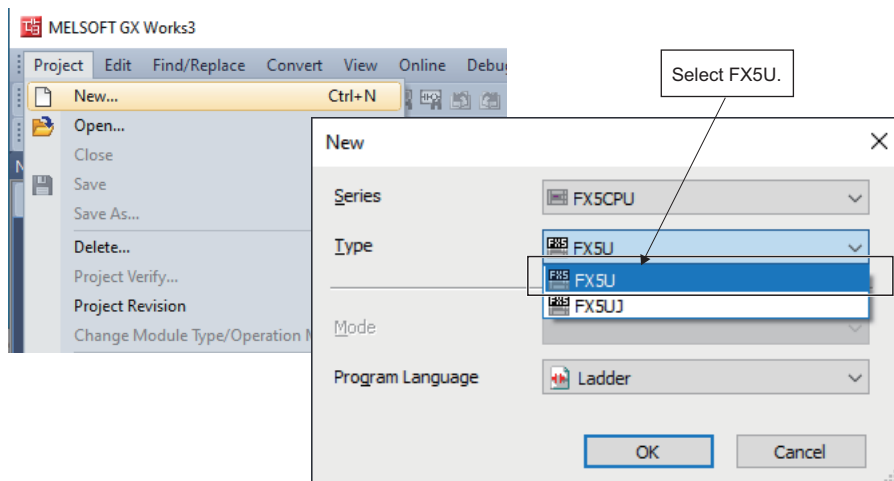 MELSOFT GX Works3
Project Edit Find/Replace Convert View Online Debu
New... Ctrl+N
Open...
Close
Save
Save As...
Delete...
Project Verify...
Project Revision
Change Module Type/Operation M
Select FX5U.
New
Series FX5CPU
Type FX5U
FX5U
FX5UJ
Mode
Program Language Ladder
OK Cancel